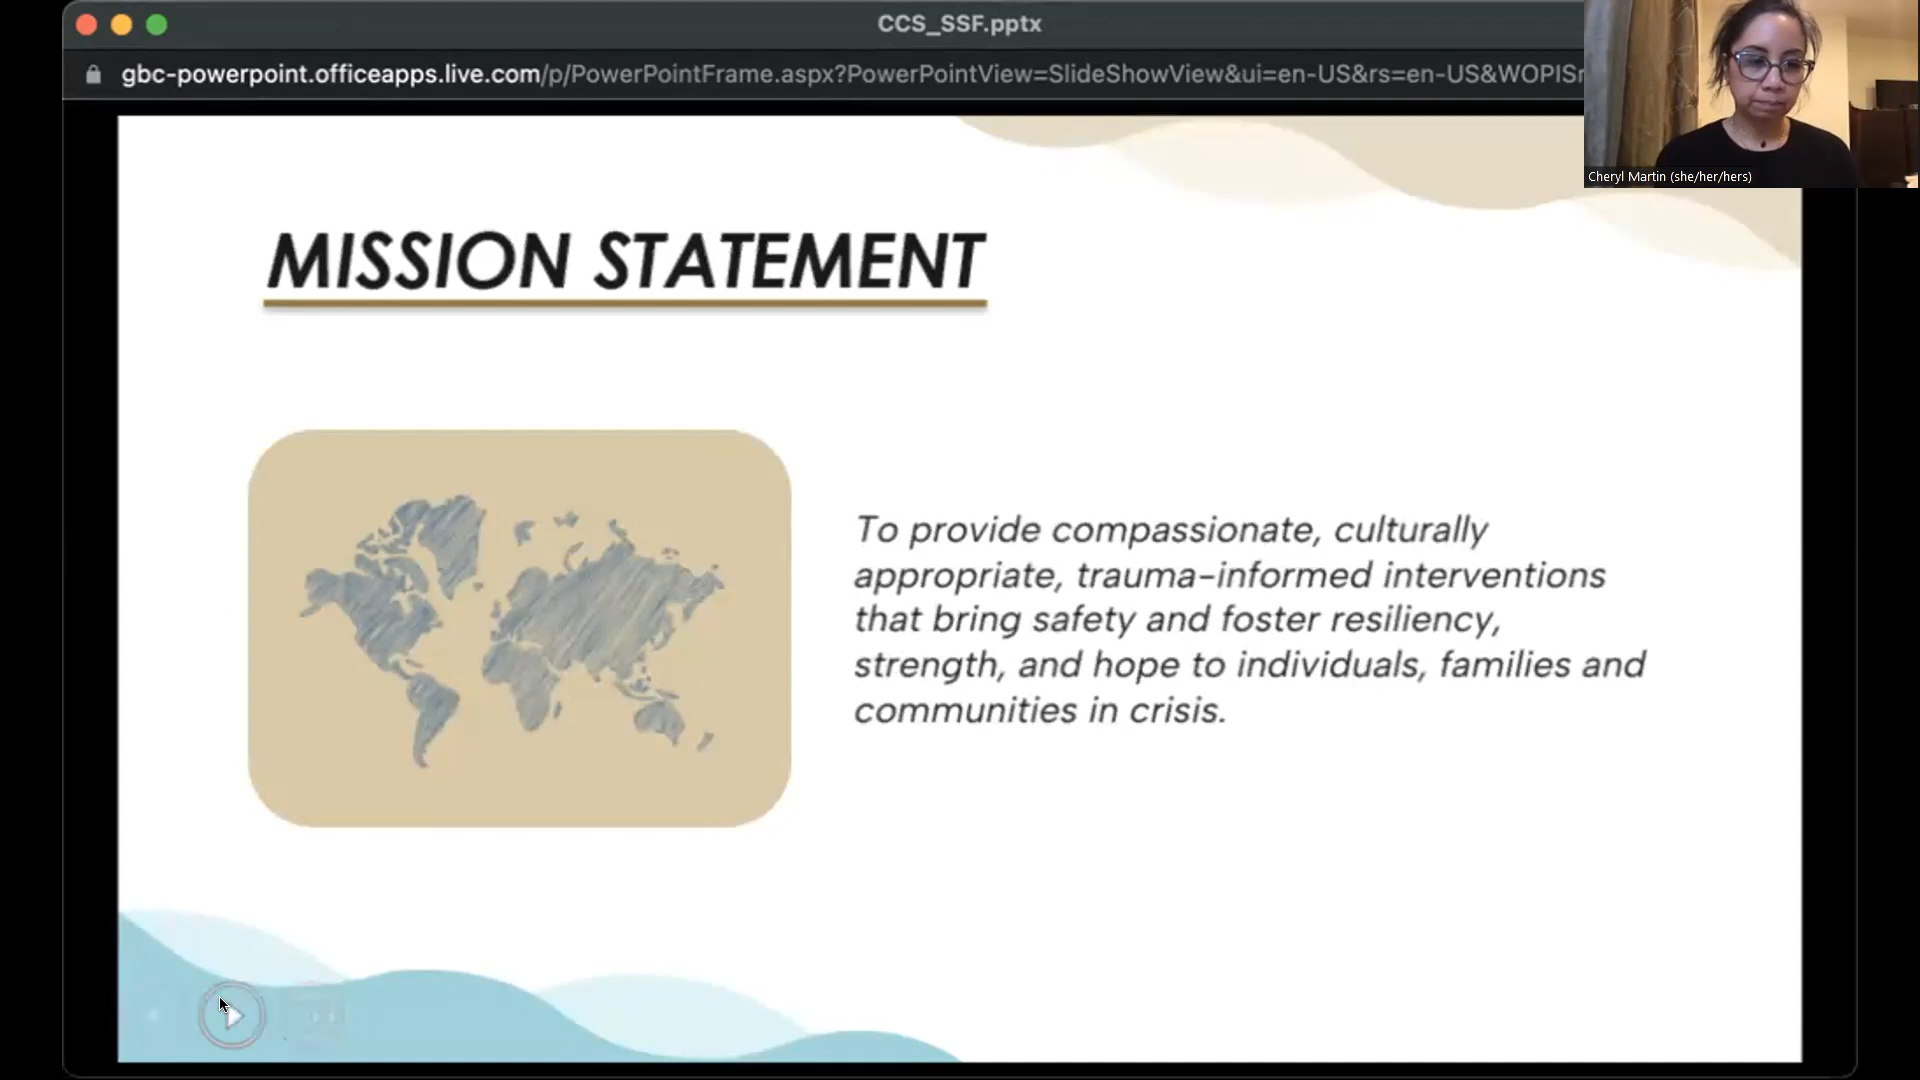 CCS_SSF.pptx
gbc-powerpoint.officeapps.live.com/p/PowerPointFrame.aspx?PowerPointView=SlideShowView&ui=en-US&rs=en-US&WOPISr
Cheryl Martin (she/her/hers)
MISSION STATEMENT
To provide compassionate, culturally
appropriate, trauma-informed interventions
that bring safety and foster resiliency,
strength, and hope to individuals, families and
communities in crisis.